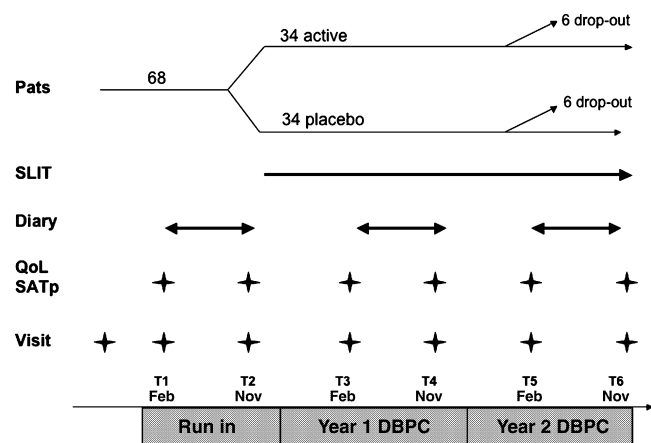 6 drop-out
34 active
68
Pats
6 drop-out
34 placebo
SLIT
Diary
QoL
SATp
Visit
T1 T2 T3 T4 T5 T6
Feb Nov Feb Nov Feb Nov
Run in Year 1 DBPC Year 2 DBPC